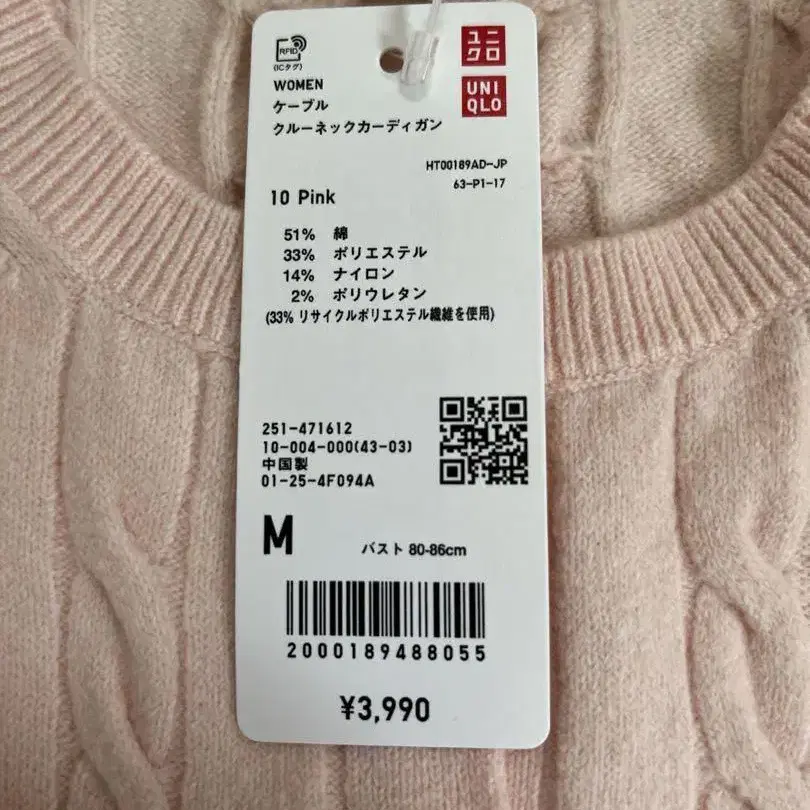 RFID
(ICタグ)
ユニ
クロ
UNI
QLO
WOMEN
ケーブル
クルーネックカーディガン
HT00189AD-JP
63-P1-17
10 Pink
51% 綿
33% ポリエステル
14% ナイロン
2% ポリウレタン
(33% リサイクルポリエステル繊維を使用)
251-471612
10-004-000(43-03)
中国製
01-25-4F094A
M バスト 80-86cm
2000189488055
¥3,990